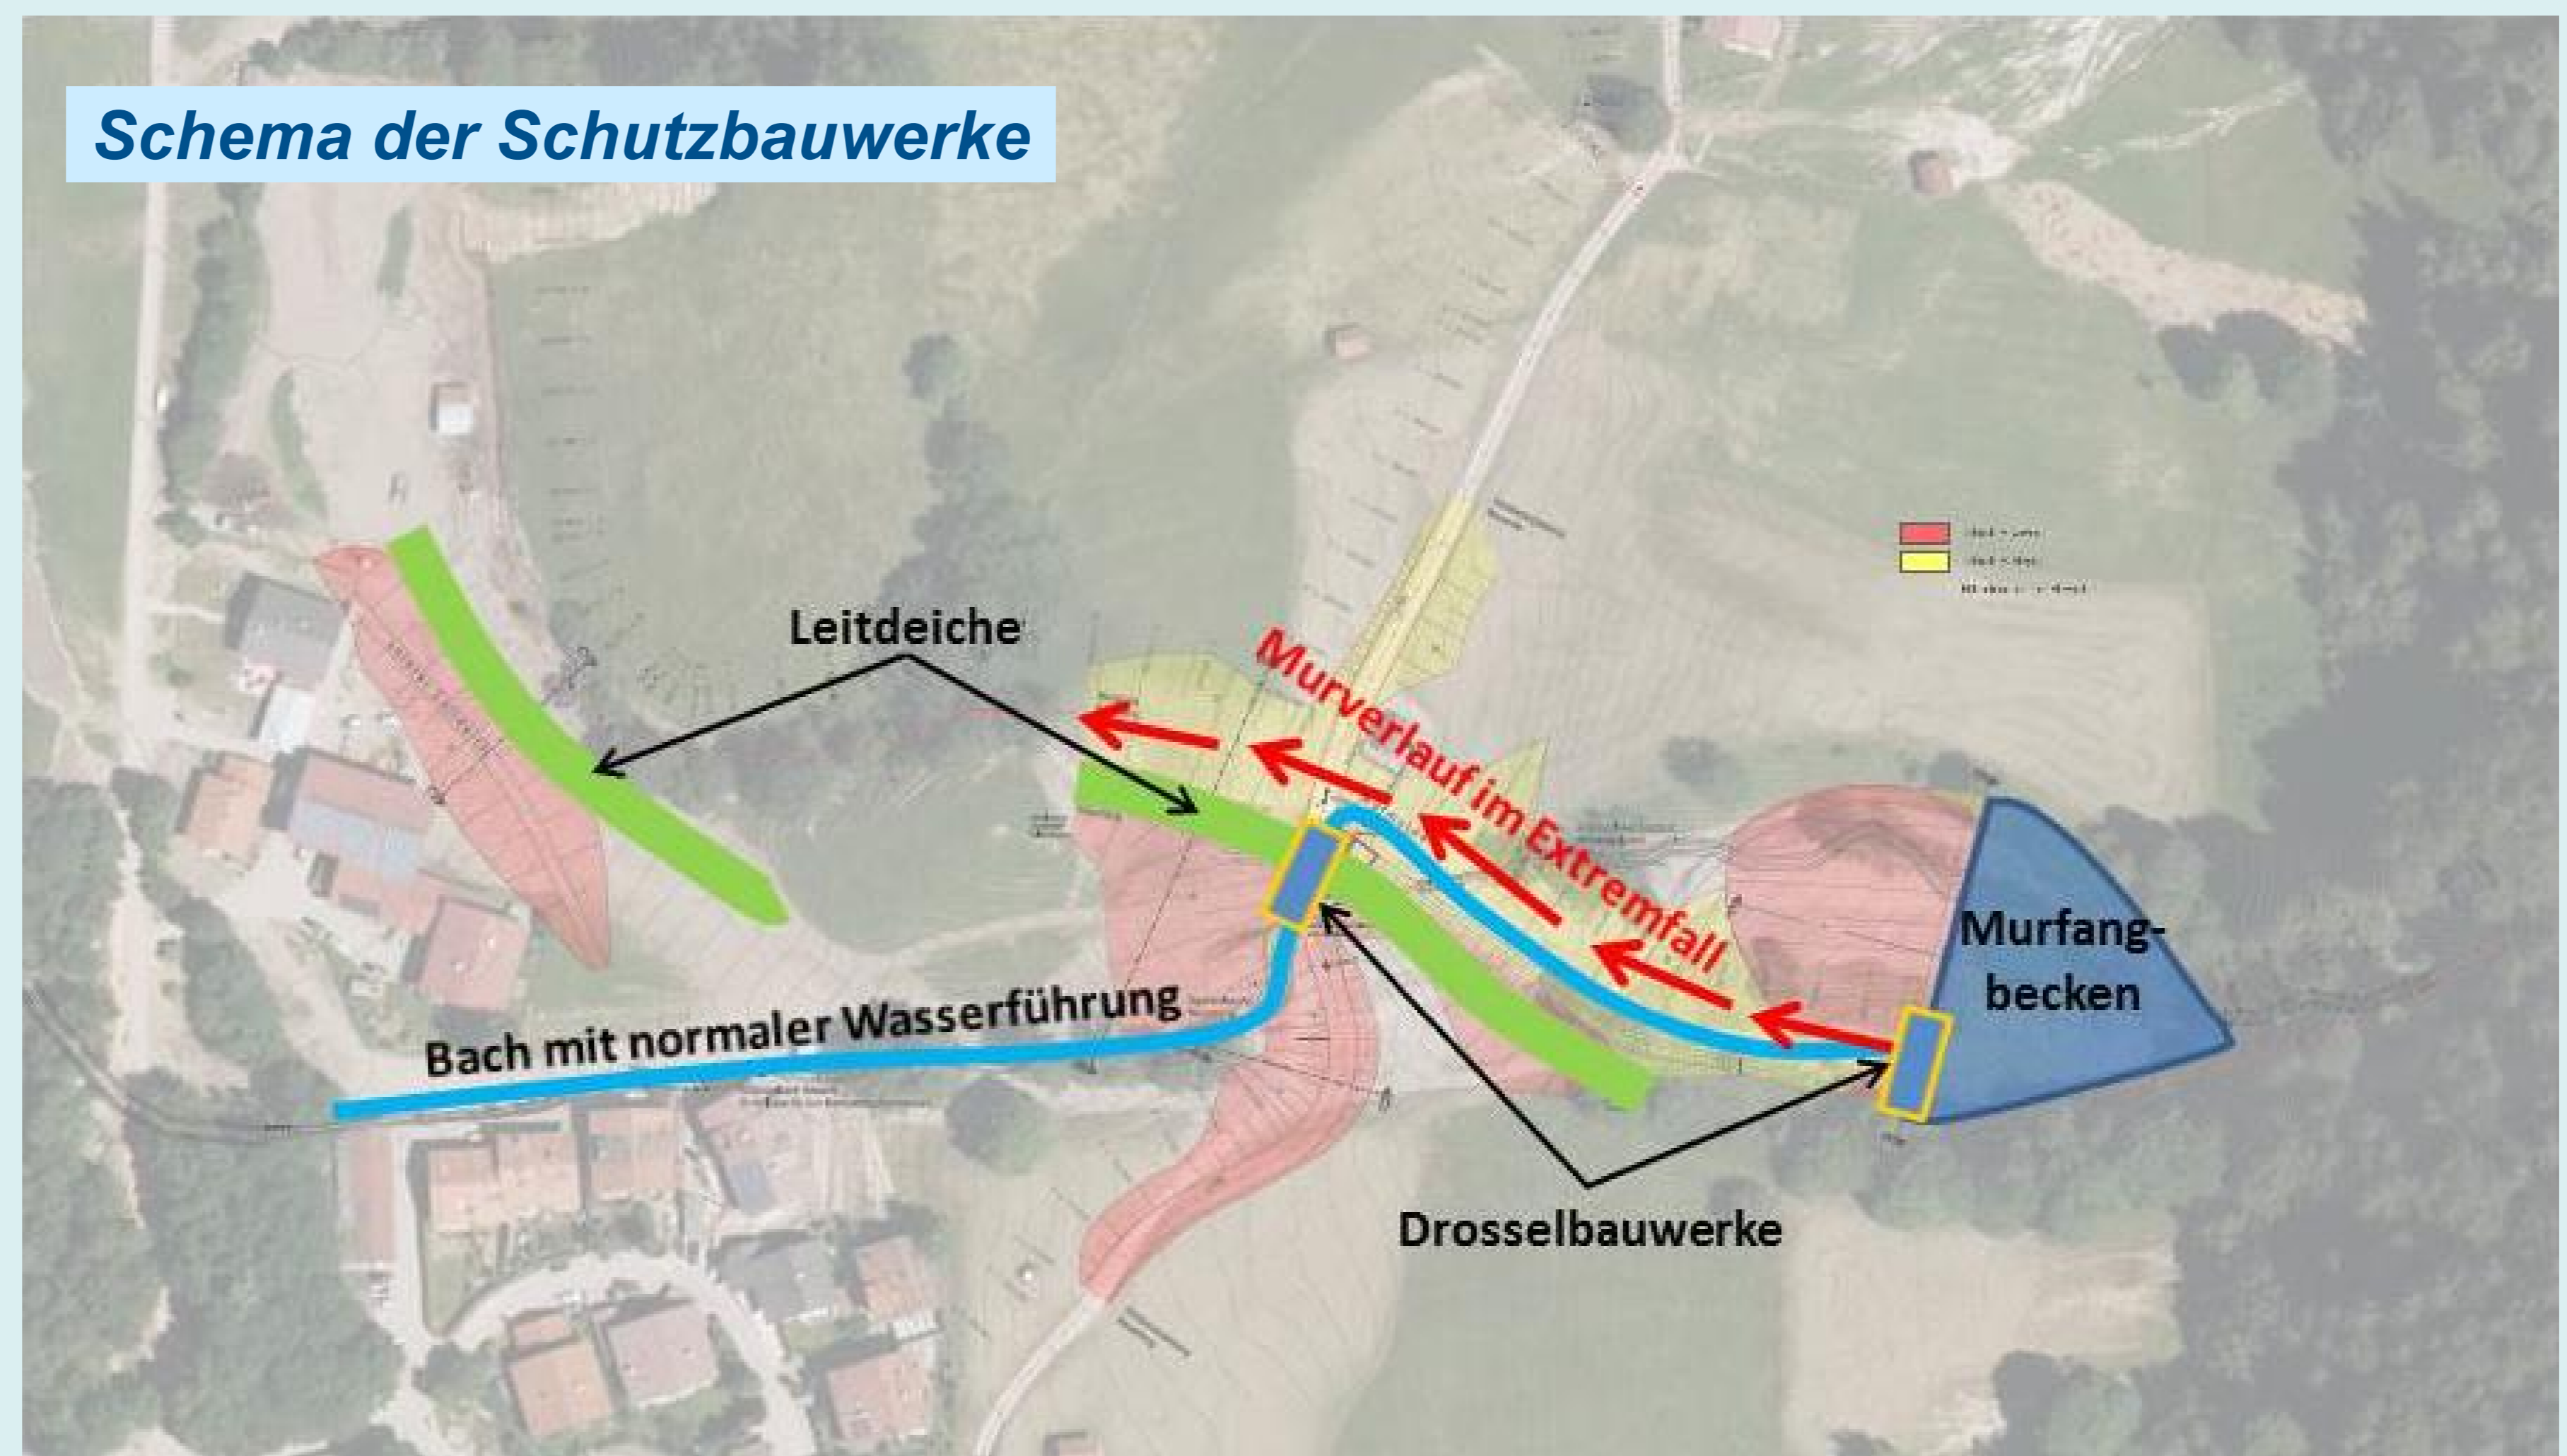 Schema der Schutzbauwerke
Leitdeiche
Murverlauf im Extremfall
Murfang-
becken
Bach mit normaler Wasserführung
Drosselbauwerke